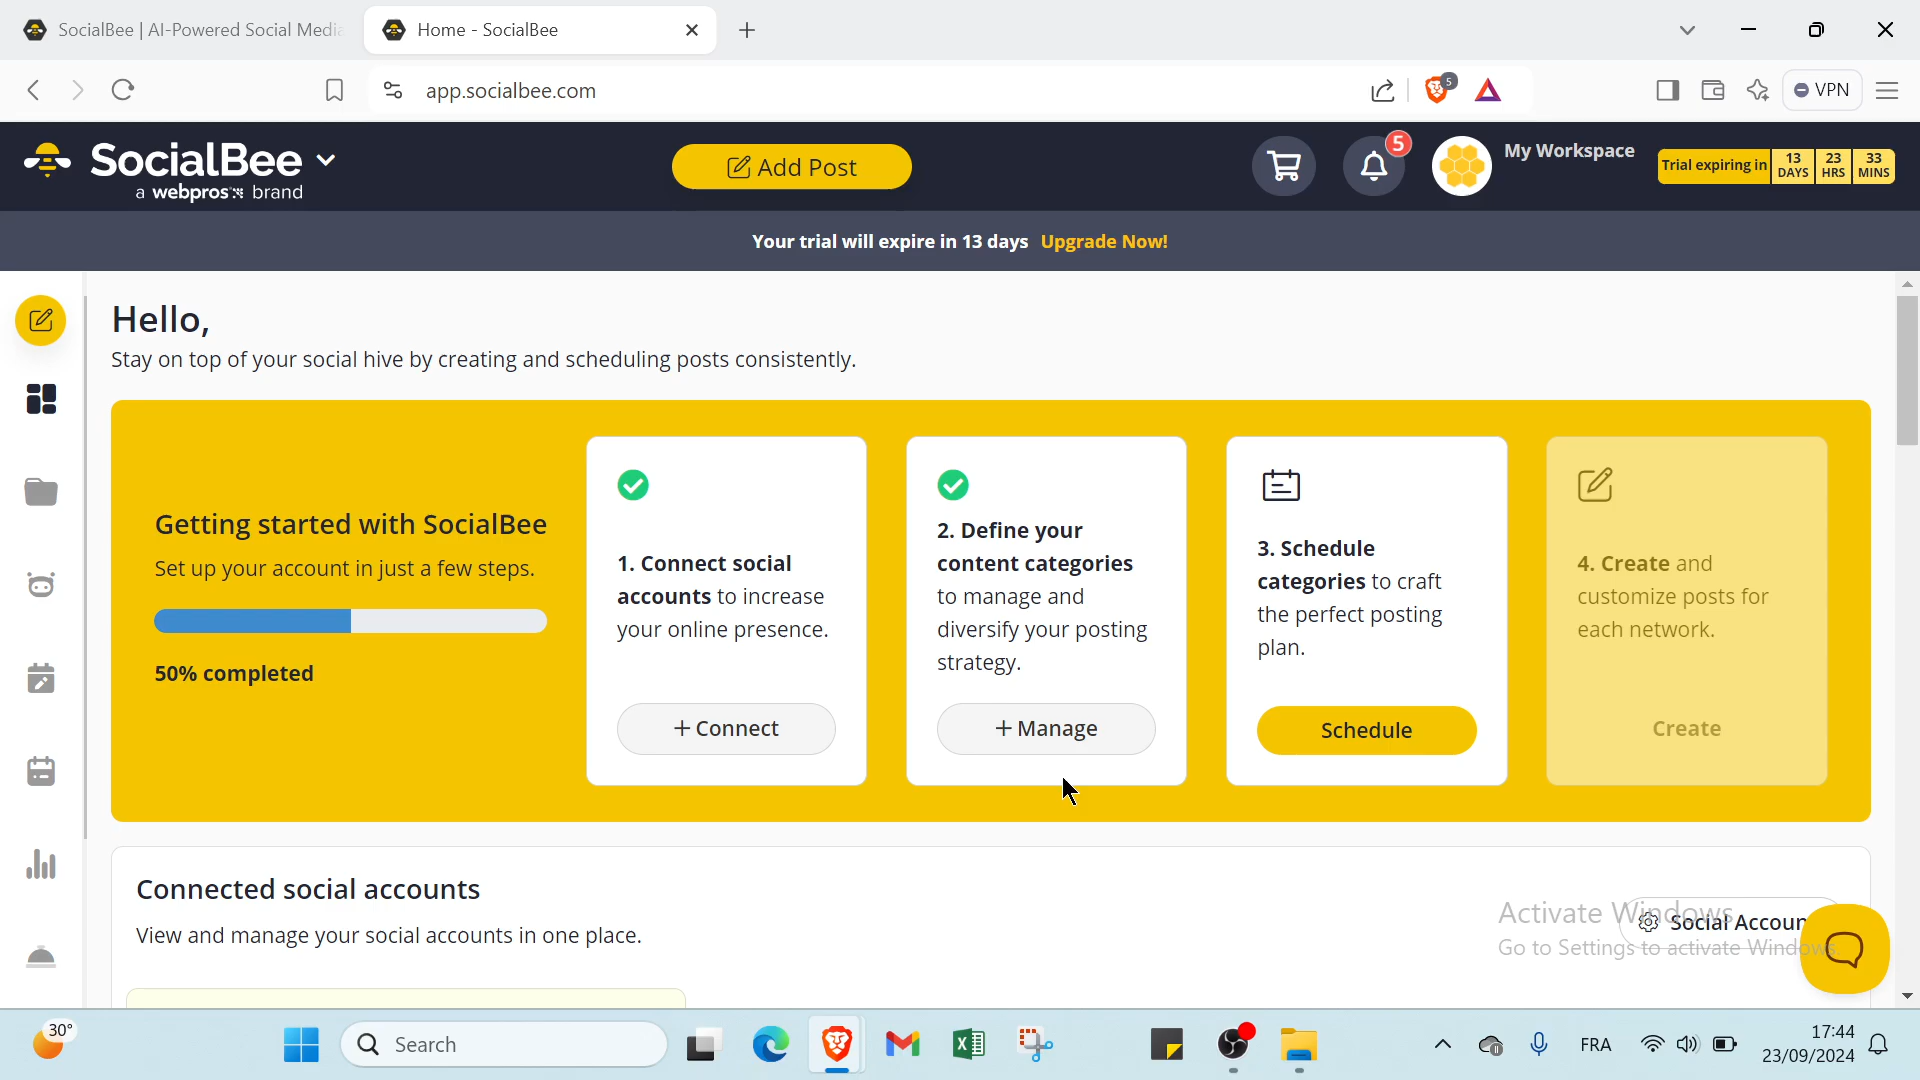 SocialBee | AI-Powered Social Media
Home - SocialBee
app.socialbee.com
5
VPN
SocialBee
a webpros brand
Add Post
5
My Workspace
Trial expiring in 13 DAYS 23 HRS 33 MINS
Your trial will expire in 13 days Upgrade Now!
Hello,
Stay on top of your social hive by creating and scheduling posts consistently.
Getting started with SocialBee
Set up your account in just a few steps.
50% completed
1. Connect social
accounts to increase
your online presence.
+ Connect
2. Define your
content categories
to manage and
diversify your posting
strategy.
+ Manage
3. Schedule
categories to craft
the perfect posting
plan.
Schedule
4. Create and
customize posts for
each network.
Create
Connected social accounts
View and manage your social accounts in one place.
Social Accoun
Activate Windows
Go to Settings to activate Windows
30°
Search
FRA
17:44
23/09/2024